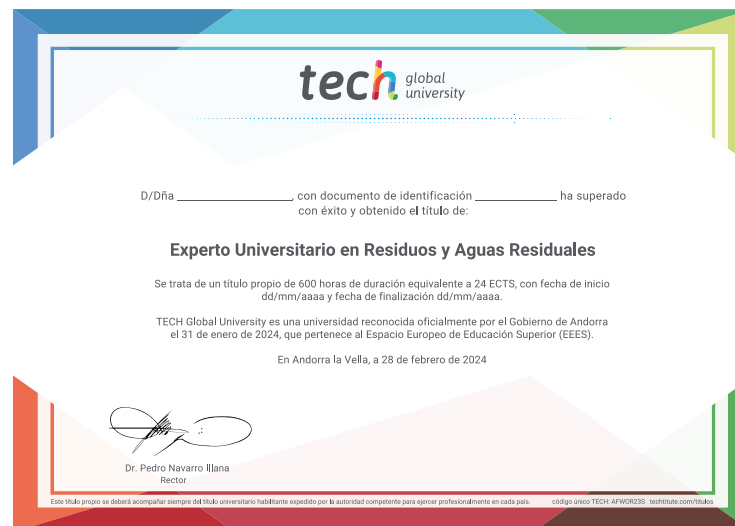 tech global university
D/Dña ____________, con documento de identificación ____________ ha superado
con éxito y obtenido el título de:
Experto Universitario en Residuos y Aguas Residuales
Se trata de un título propio de 600 horas de duración equivalente a 24 ECTS, con fecha de inicio
dd/mm/aaaa y fecha de finalización dd/mm/aaaa.
TECH Global University es una universidad reconocida oficialmente por el Gobierno de Andorra
el 31 de enero de 2024, que pertenece al Espacio Europeo de Educación Superior (EEES).
En Andorra la Vella, a 28 de febrero de 2024
Dr. Pedro Navarro Illana
Rector
Este título propio se deberá acompañar siempre del título universitario habilitante expedido por la autoridad competente para ejercer profesionalmente en cada país. código único TECH: AFWOR23S techtitute.com/titulos